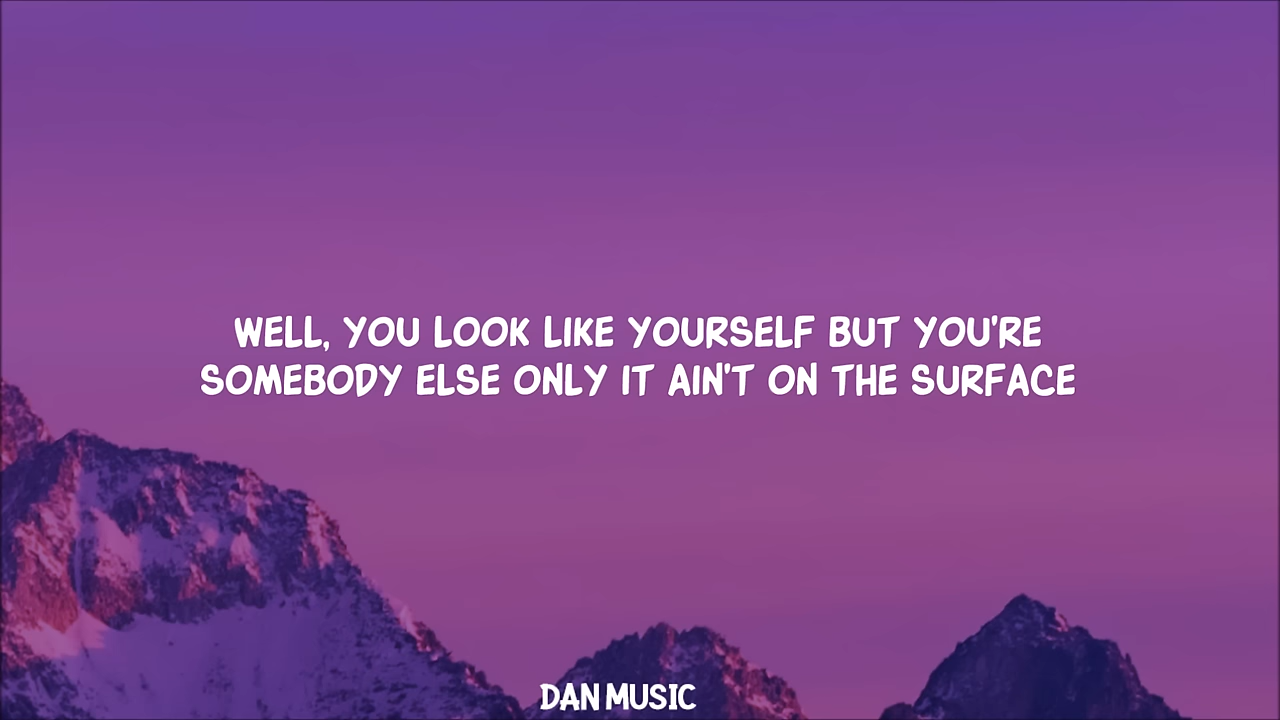 WELL, YOU LOOK LIKE YOURSELF BUT YOU'RE
SOMEBODY ELSE ONLY IT AIN'T ON THE SURFACE
DAN MUSIC